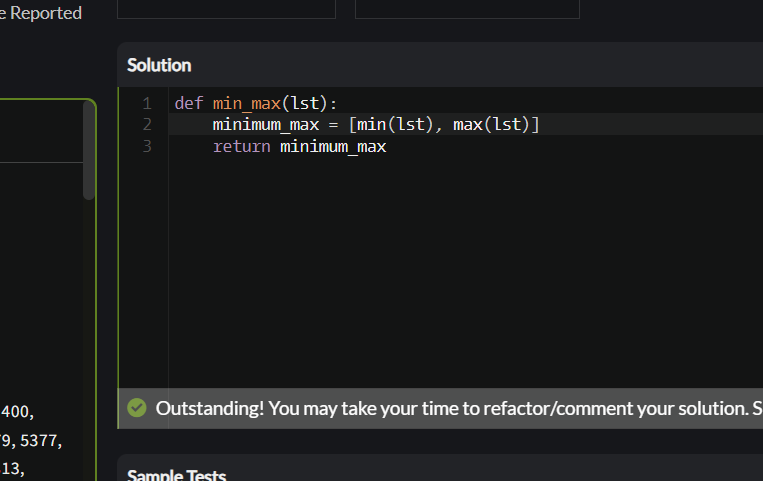 e Reported
Solution
1 def min_max(lst):
2 minimum_max = [min(lst), max(lst)]
3 return minimum_max
400,
9, 5377,
13,
Outstanding! You may take your time to refactor/comment your solution. S
Sample Tests